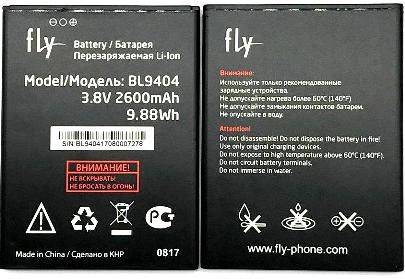 fly
Battery / Батарея
Перезаряжаемая Li-Ion
Model/Модель: BL9404
3.8V 2600mAh
9.88Wh
S/N: BL940417080007278
ВНИМАНИЕ!
НЕ ВСКРЫВАТЬ!
НЕ БРОСАТЬ В ОГОНЬ!
Made in China / Сделано в КНР
0817
fly
Внимание:
Используйте только рекомендованные
зарядные устройства.
Не допускайте нагрева более 60°C (140°F)
Не допускайте замыкания контактов батареи.
Не опускайте в воду.
Attention!
Do not disassemble! Do not dispose the battery in fire!
Use only original charging devices.
Do not expose to high temperature above 60°C (140°F).
Do not circuit battery terminals.
Do not immerse in water.
www.fly-phone.com